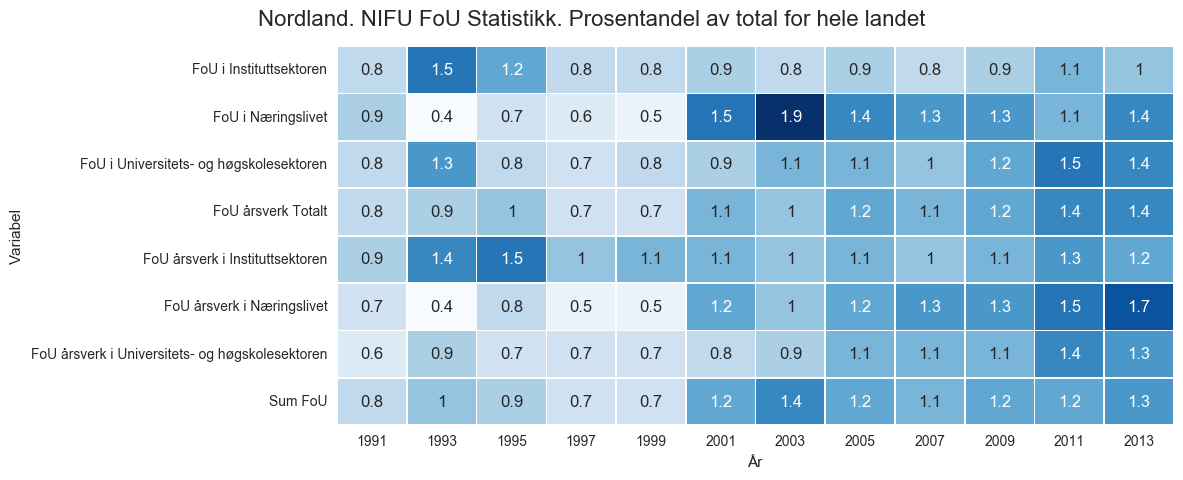 Nordland. NIFU FoU Statistikk. Prosentandel av total for hele landet
Variabel
FoU i Instituttsektoren 0.8 1.5 1.2 0.8 0.8 0.9 0.8 0.9 0.8 0.9 1.1 1
FoU i Næringslivet 0.9 0.4 0.7 0.6 0.5 1.5 1.9 1.4 1.3 1.3 1.1 1.4
FoU i Universitets- og høgskolesektoren 0.8 1.3 0.8 0.7 0.8 0.9 1.1 1.1 1 1.2 1.5 1.4
FoU årsverk Totalt 0.8 0.9 1 0.7 0.7 1.1 1 1.2 1.1 1.2 1.4 1.4
FoU årsverk i Instituttsektoren 0.9 1.4 1.5 1 1.1 1.1 1 1.1 1 1.1 1.3 1.2
FoU årsverk i Næringslivet 0.7 0.4 0.8 0.5 0.5 1.2 1 1.2 1.3 1.3 1.5 1.7
FoU årsverk i Universitets- og høgskolesektoren 0.6 0.9 0.7 0.7 0.7 0.8 0.9 1.1 1.1 1.1 1.4 1.3
Sum FoU 0.8 1 0.9 0.7 0.7 1.2 1.4 1.2 1.1 1.2 1.2 1.3
1991 1993 1995 1997 1999 2001 2003 2005 2007 2009 2011 2013
År